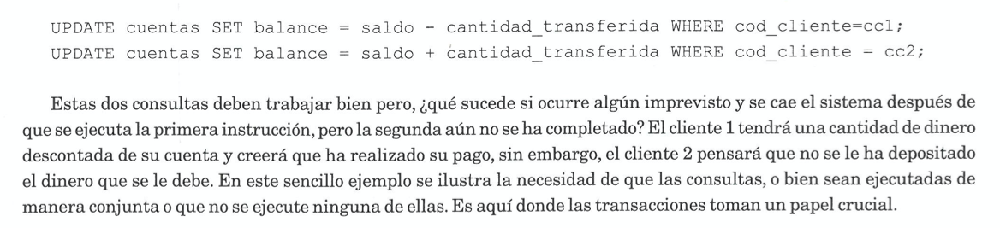 UPDATE cuentas SET balance = saldo - cantidad_transferida WHERE cod_cliente=cc1;
UPDATE cuentas SET balance = saldo + cantidad_transferida WHERE cod_cliente = cc2;
Estas dos consultas deben trabajar bien pero, ¿qué sucede si ocurre algún imprevisto y se cae el sistema después de
que se ejecuta la primera instrucción, pero la segunda aún no se ha completado? El cliente 1 tendrá una cantidad de dinero
descontada de su cuenta y creerá que ha realizado su pago, sin embargo, el cliente 2 pensará que no se le ha depositado
el dinero que se le debe. En este sencillo ejemplo se ilustra la necesidad de que las consultas, o bien sean ejecutadas de
manera conjunta o que no se ejecute ninguna de ellas. Es aquí donde las transacciones toman un papel crucial.